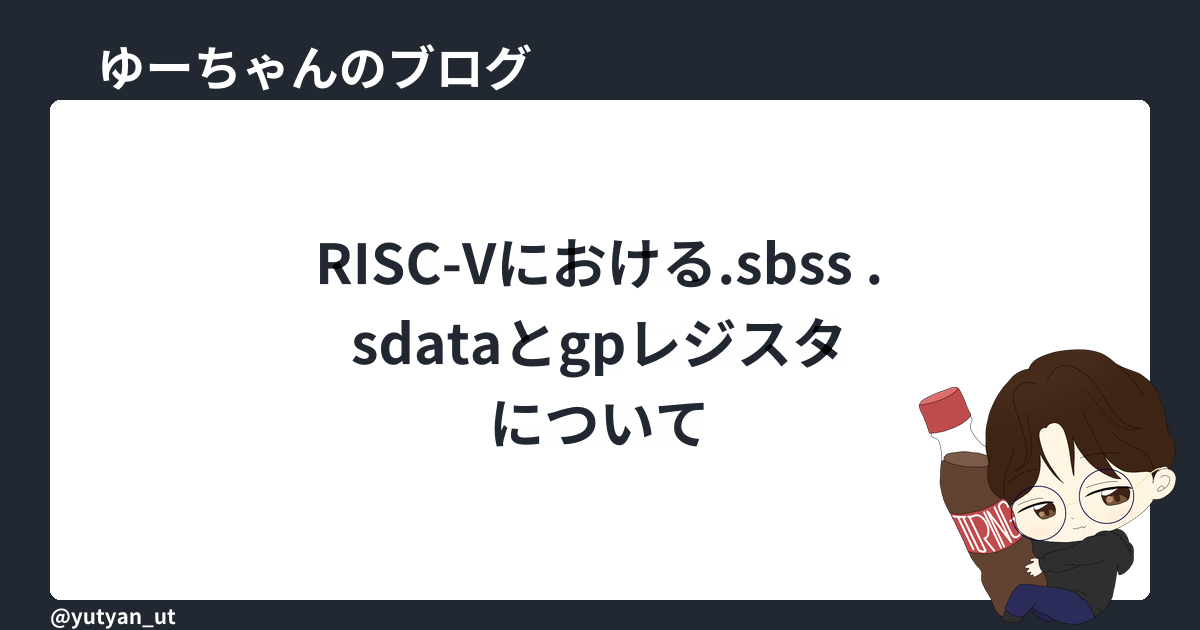 ゆーちゃんのブログ
RISC-Vにおける.sbss .
sdataとgpレジスタ
について
TURING
@yutyan_ut